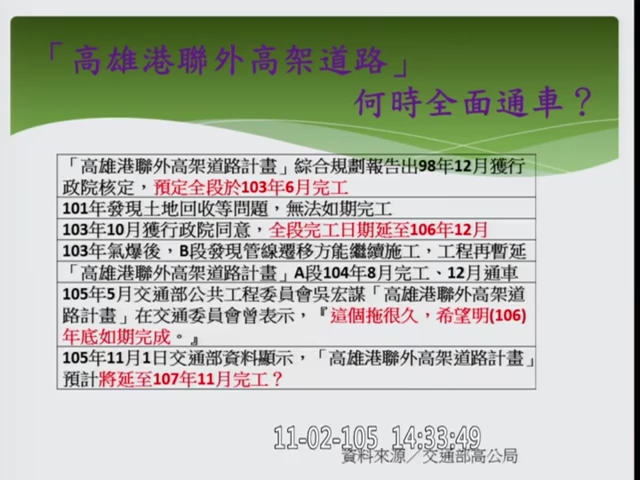 「高雄港聯外高架道路」
何時全面通車？
「高雄港聯外高架道路計畫」綜合規劃報告出98年12月獲行
政院核定，預定全段於103年6月完工
101年發現土地回收等問題，無法如期完工
103年10月獲行政院同意，全段完工日期延至106年12月
103年氣爆後，B段發現管線遷移方能繼續施工，工程再暫延
「高雄港聯外高架道路計畫」A段104年8月完工、12月通車
105年5月交通部公共工程委員會吳宏謀「高雄港聯外高架道
路計畫」在交通委員會曾表示，『這個拖很久，希望明(106)
年底如期完成。』
105年11月1日交通部資料顯示，「高雄港聯外高架道路計畫」
預計將延至107年11月完工？
11-02-105 14:33:49
資料來源／交通部高公局